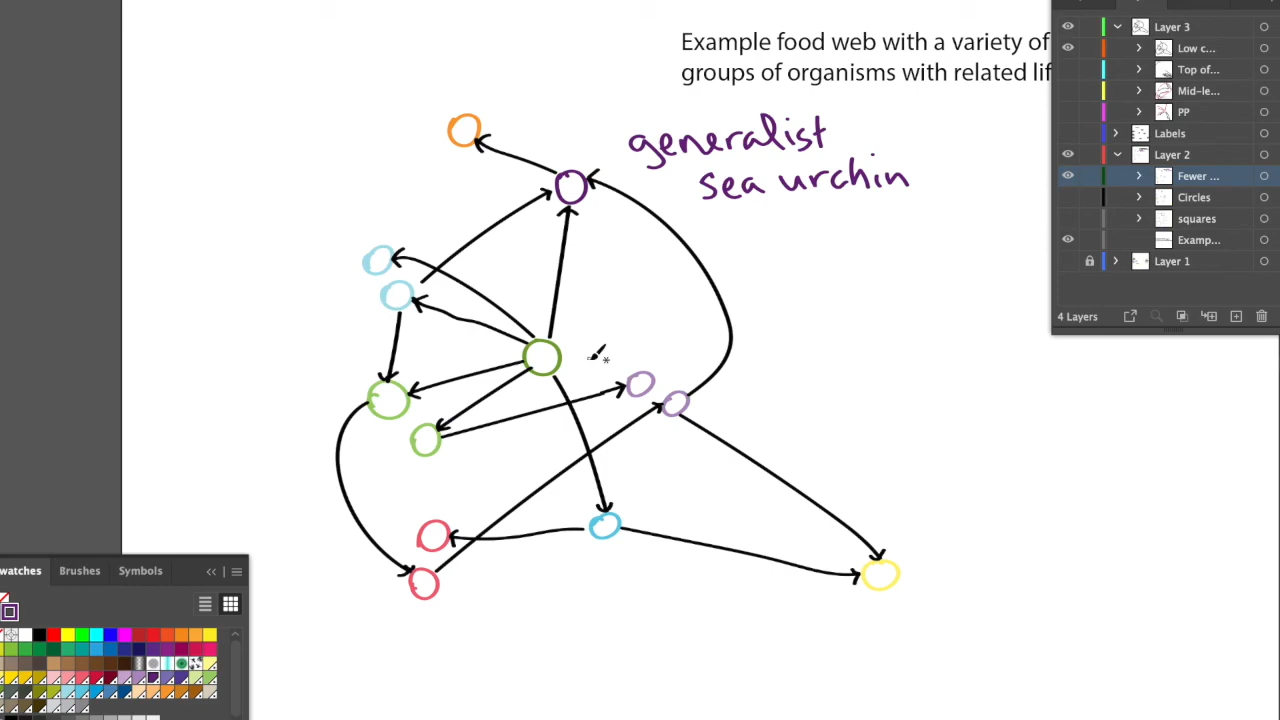 Example food web with a variety of
groups of organisms with related lif
generalist
sea urchin
Layer 3
Low c...
Top of...
Mid-le...
PP
Labels
Layer 2
Fewer ...
Circles
squares
Examp...
Layer 1
4 Layers
watches Brushes Symbols